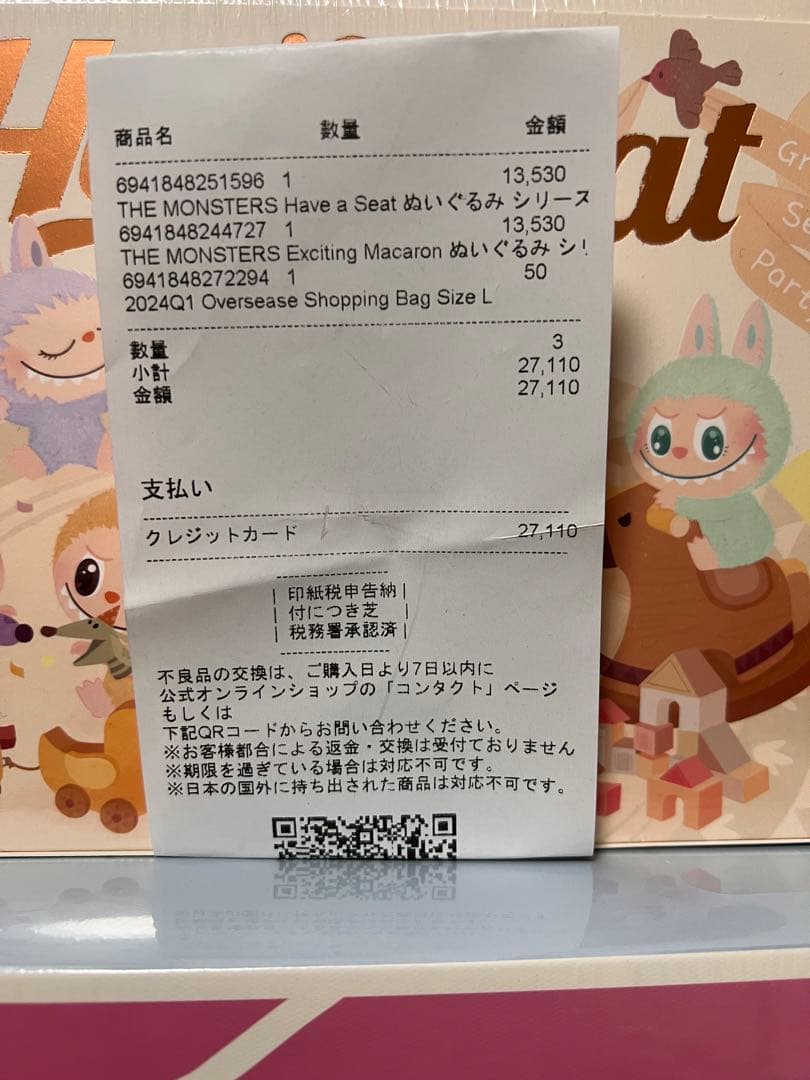 商品名 数量 金額
6941848251596 1 13,530
THE MONSTERS Have a Seat ぬいぐるみ シリーズ
6941848244727 1 13,530
THE MONSTERS Exciting Macaron ぬいぐるみ シ
6941848272294 1 50
2024Q1 Oversease Shopping Bag Size L
数量 3
小計 27,110
金額 27,110
支払い
クレジットカード 27,110
印紙税申告納
付につき芝
税務署承認済
不良品の交換は、ご購入日より7日以内に
公式オンラインショップの「コンタクト」ページ
もしくは
下記QRコードからお問い合わせください。
※お客様都合による返金・交換は受付ておりません
※期限を過ぎている場合は対応不可です。
※日本の国外に持ち出された商品は対応不可です。
at
Party